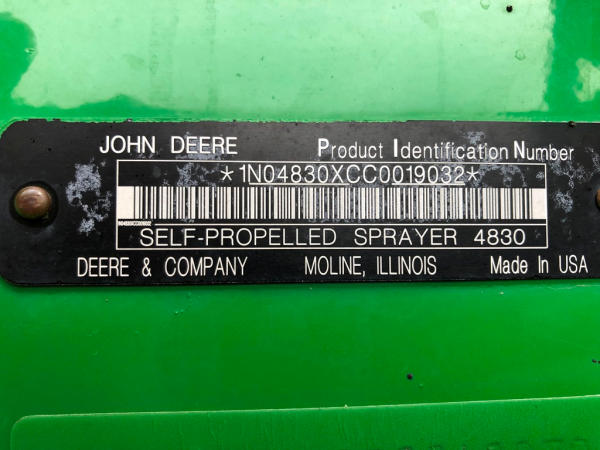 JOHN DEERE Product Identification Number
*1N04830XCC0019032*
SELF-PROPELLED SPRAYER 4830
DEERE & COMPANY MOLINE, ILLINOIS Made In USA